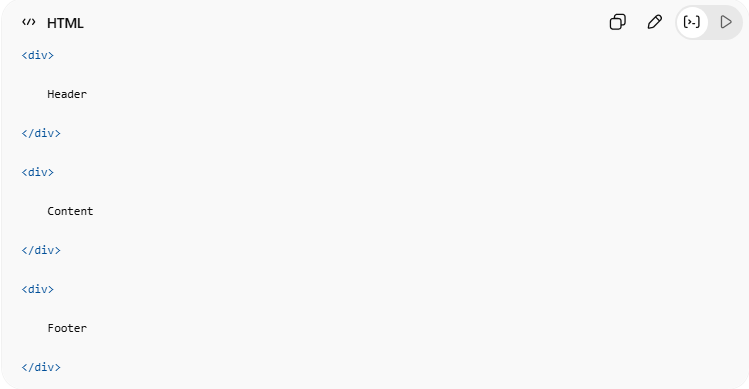 HTML
<div>
Header
</div>
<div>
Content
</div>
<div>
Footer
</div>